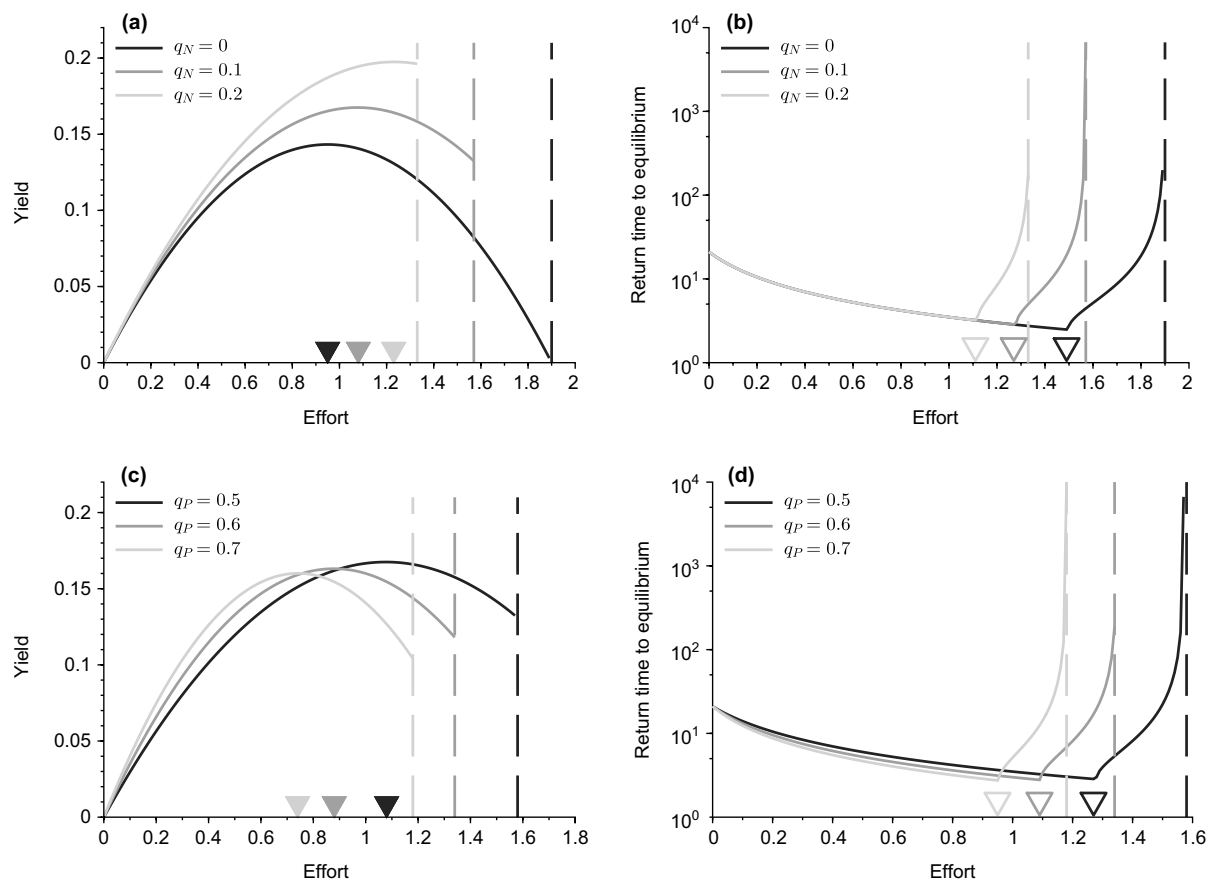 (a)
q_N = 0
q_N = 0.1
q_N = 0.2
Yield
0.2
0.15
0.1
0.05
0
0 0.2 0.4 0.6 0.8 1 1.2 1.4 1.6 1.8 2
Effort
(b)
q_N = 0
q_N = 0.1
q_N = 0.2
Return time to equilibrium
10^4
10^3
10^2
10^1
10^0
0 0.2 0.4 0.6 0.8 1 1.2 1.4 1.6 1.8 2
Effort
(c)
q_P = 0.5
q_P = 0.6
q_P = 0.7
Yield
0.2
0.15
0.1
0.05
0
0 0.2 0.4 0.6 0.8 1 1.2 1.4 1.6 1.8
Effort
(d)
q_P = 0.5
q_P = 0.6
q_P = 0.7
Return time to equilibrium
10^4
10^3
10^2
10^1
10^0
0 0.2 0.4 0.6 0.8 1 1.2 1.4 1.6
Effort